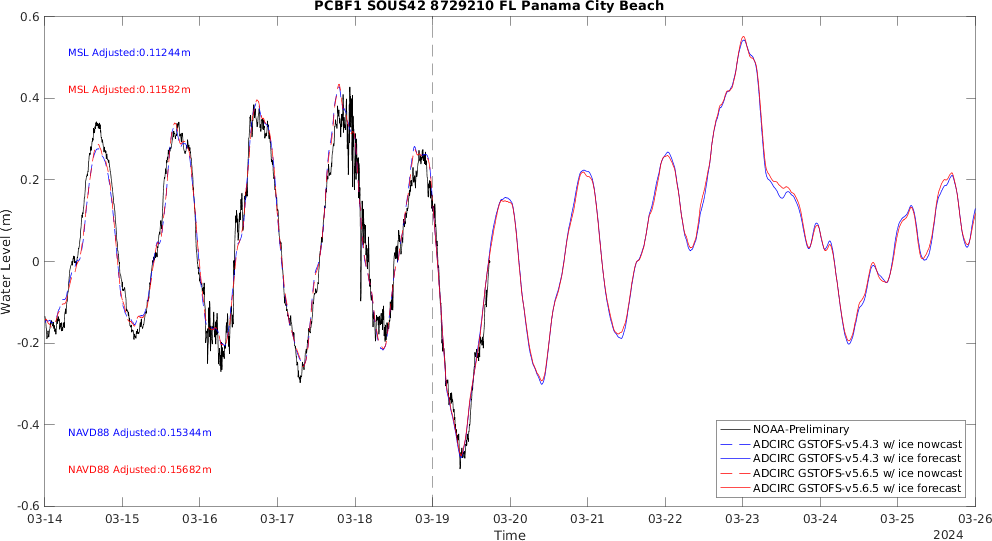 PCBF1 SOUS42 8729210 FL Panama City Beach
0.6
MSL Adjusted:0.11244m
MSL Adjusted:0.11582m
0.4
0.2
Water Level (m)
0
-0.2
-0.4
NAVD88 Adjusted:0.15344m
NAVD88 Adjusted:0.15682m
NOAA-Preliminary
ADCIRC GSTOFS-v5.4.3 w/ ice nowcast
ADCIRC GSTOFS-v5.4.3 w/ ice forecast
ADCIRC GSTOFS-v5.6.5 w/ ice nowcast
ADCIRC GSTOFS-v5.6.5 w/ ice forecast
-0.6
03-14 03-15 03-16 03-17 03-18 03-19 03-20 03-21 03-22 03-23 03-24 03-25 03-26
Time 2024